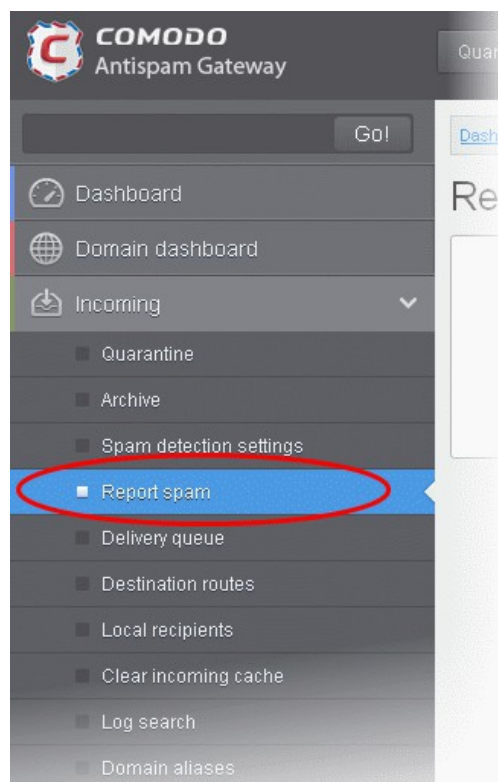 COMODO
Antispam Gateway
Quar
Go!
Dash
Re
Dashboard
Domain dashboard
Incoming
Quarantine
Archive
Spam detection settings
Report spam
Delivery queue
Destination routes
Local recipients
Clear incoming cache
Log search
Domain aliases